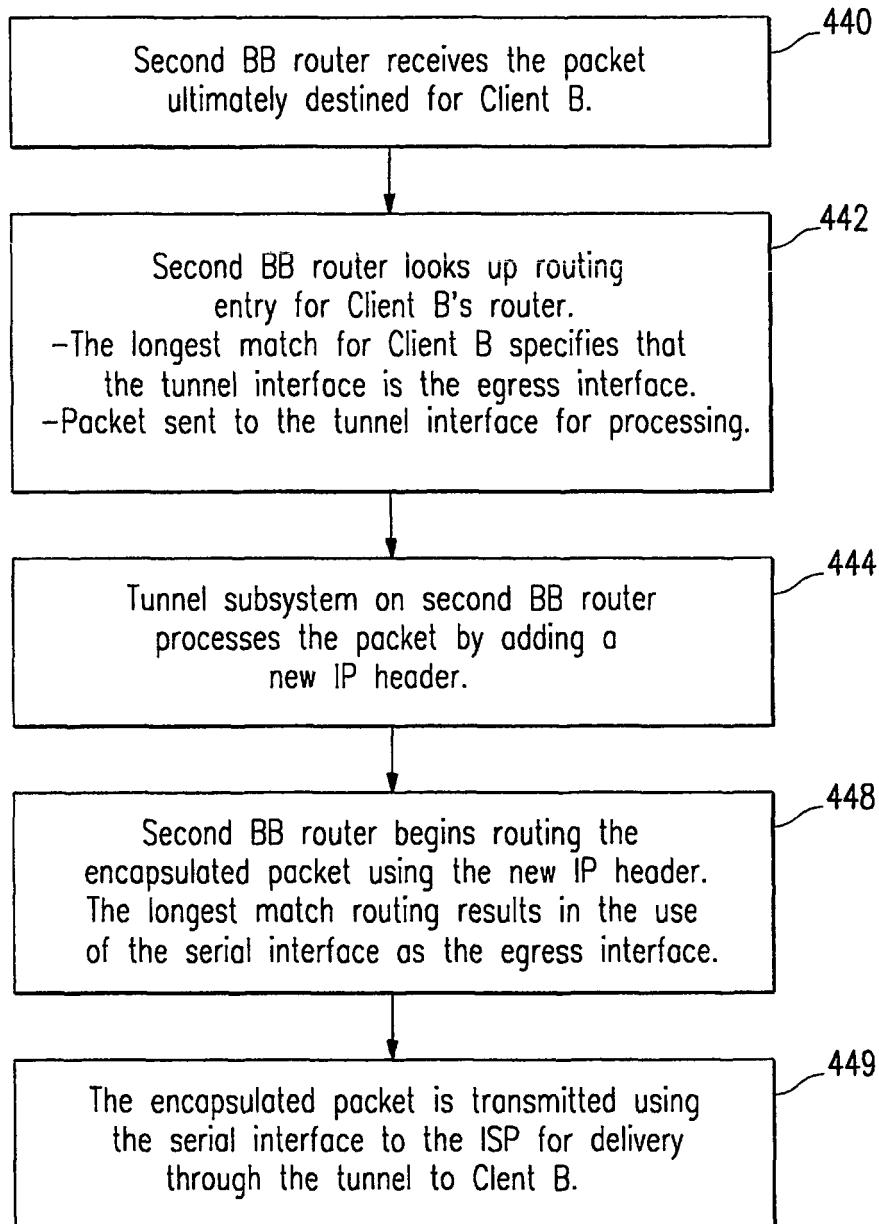 440
Second BB router receives the packet
ultimately destined for Client B.
442
Second BB router looks up routing
entry for Client B's router.
-The longest match for Client B specifies that
the tunnel interface is the egress interface.
-Packet sent to the tunnel interface for processing.
444
Tunnel subsystem on second BB router
processes the packet by adding a
new IP header.
448
Second BB router begins routing the
encapsulated packet using the new IP header.
The longest match routing results in the use
of the serial interface as the egress interface.
449
The encapsulated packet is transmitted using
the serial interface to the ISP for delivery
through the tunnel to Clent B.